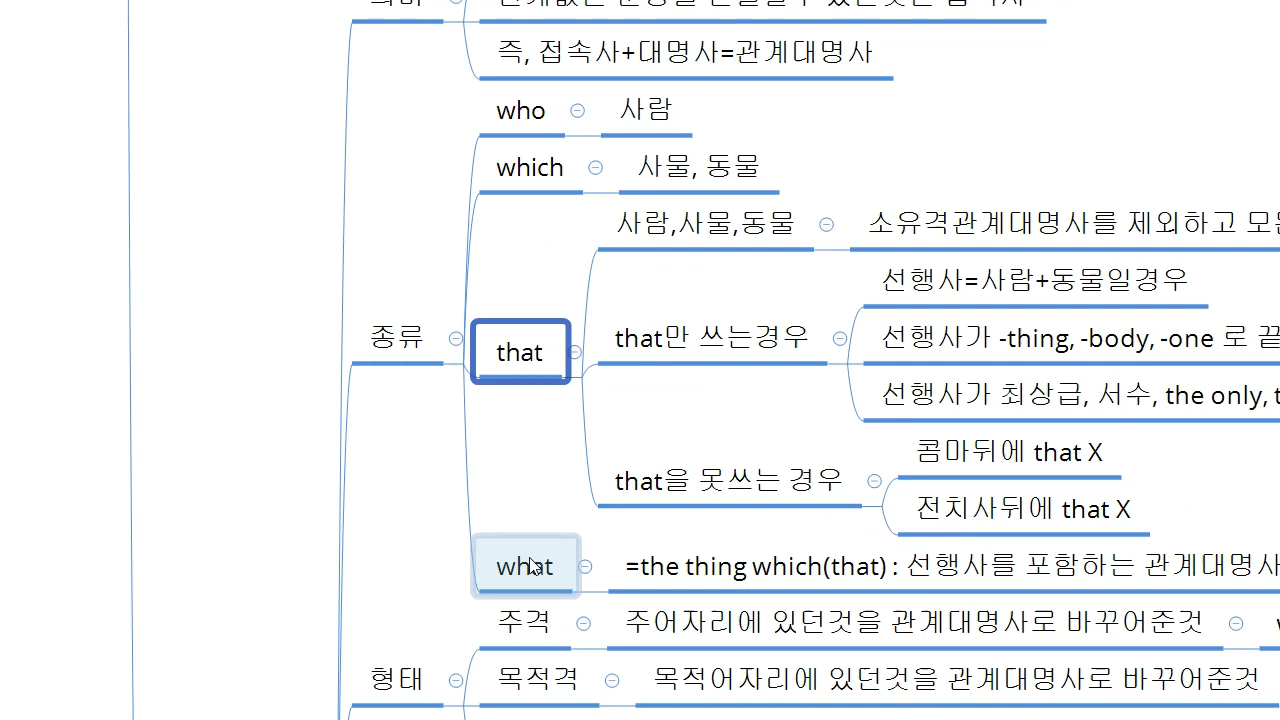 즉, 접속사+대명사=관계대명사
who
사람
which
사물, 동물
사람,사물,동물
소유격관계대명사를 제외하고
선행사=사람+동물일경우
종류
that
that만 쓰는경우
선행사가 -thing, -body, -one 로
선행사가 최상급, 서수, the only,
콤마뒤에 that X
that을 못쓰는 경우
전치사뒤에 that X
what
=the thing which(that) : 선행사를 포함하는 관계대명사
주격
주어자리에 있던것을 관계대명사로 바꾸어준것
형태
목적격
목적어자리에 있던것을 관계대명사로 바꾸어준것